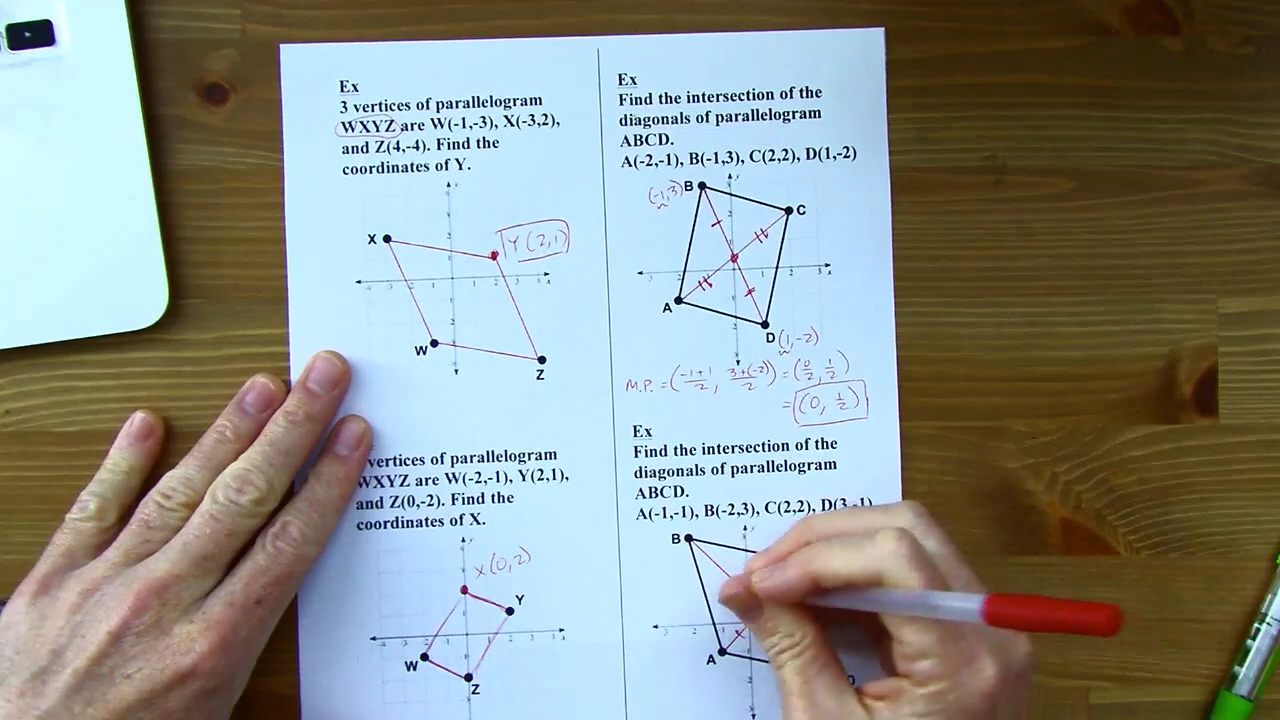 Ex
3 vertices of parallelogram
WXYZ are W(-1,-3), X(-3,2),
and Z(4,-4). Find the
coordinates of Y.
X
Y(2,1)
W
Z
vertices of parallelogram
WXYZ are W(-2,-1), Y(2,1),
and Z(0,-2). Find the
coordinates of X.
X(0,2)
Y
W
Z
Ex
Find the intersection of the
diagonals of parallelogram
ABCD.
A(-2,-1), B(-1,3), C(2,2), D(1,-2)
(-1,3) B
C
A
D (1,-2)
M.P. = (-1+1/2, 3+(-2)/2) = (0/2, 1/2)
= (0, 1/2)
Ex
Find the intersection of the
diagonals of parallelogram
ABCD.
A(-1,-1), B(-2,3), C(2,2), D(3,-1)
B
A